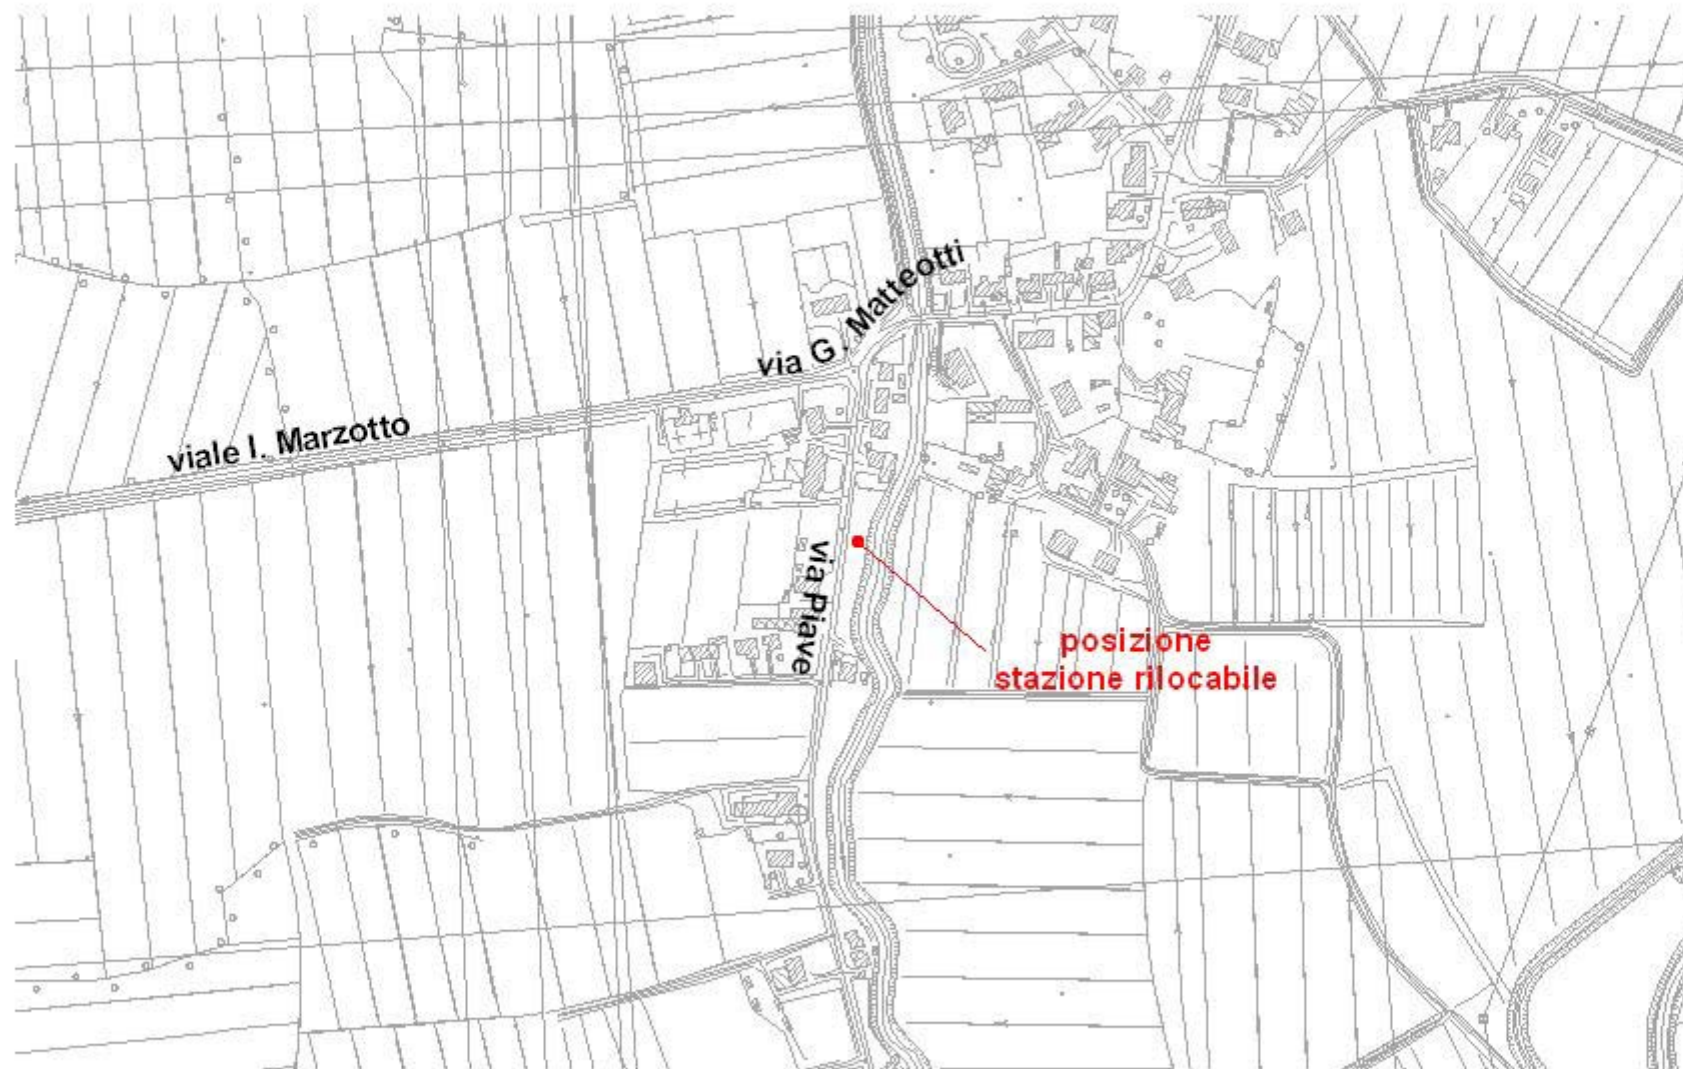 via G. Matteotti
viale I. Marzotto
via Piave
posizione
stazione rilocabile